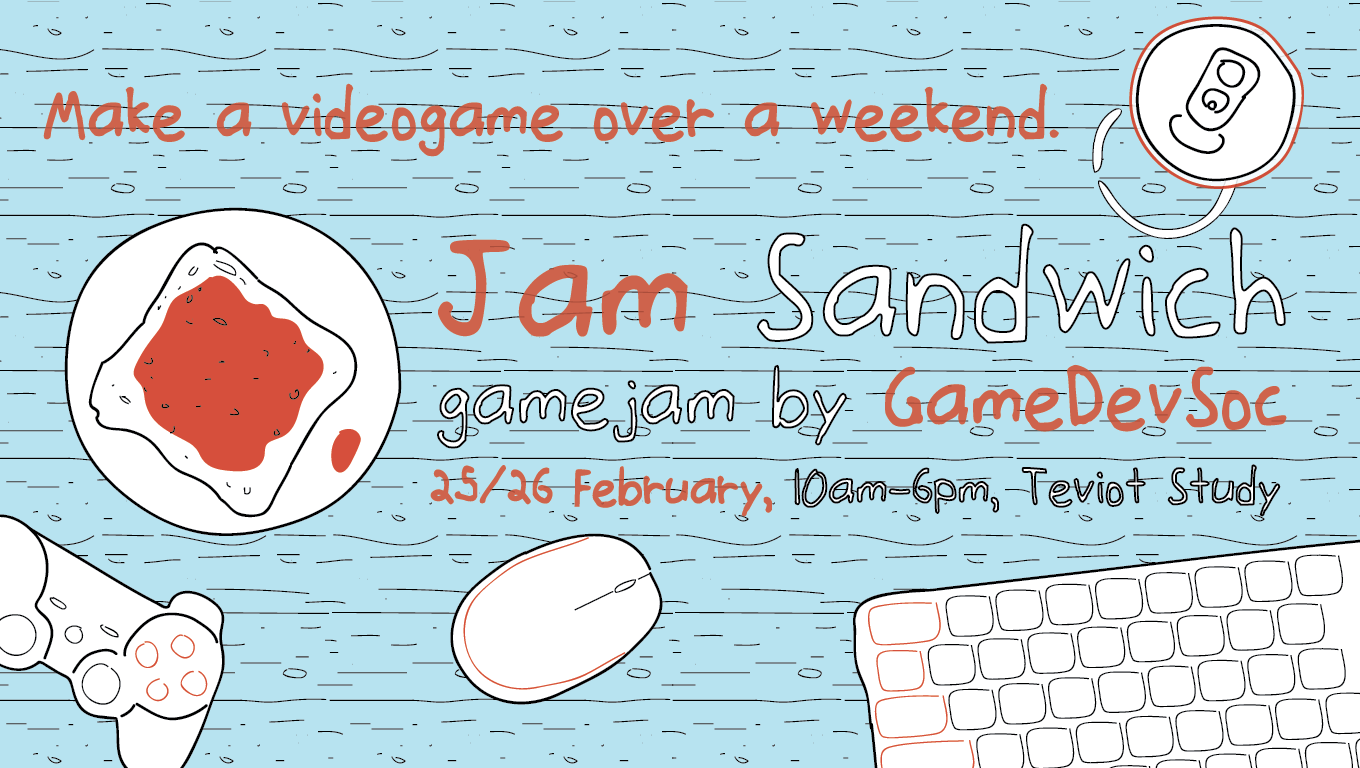 Make a videogame over a weekend.
Jam Sandwich
gamejam by GameDevSoc
25/26 February, 10am-6pm, Teviot Study